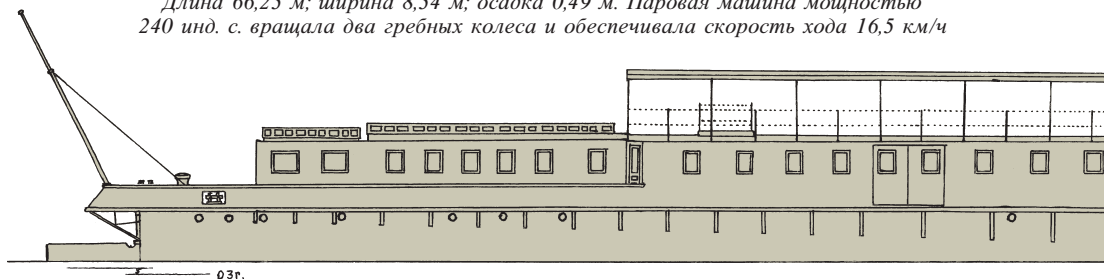 Длина 66,25 м; ширина 8,54 м; осадка 0,49 м. Паровая машина мощностью
240 инд. с. вращала два гребных колеса и обеспечивала скорость хода 16,5 км/ч
03г.